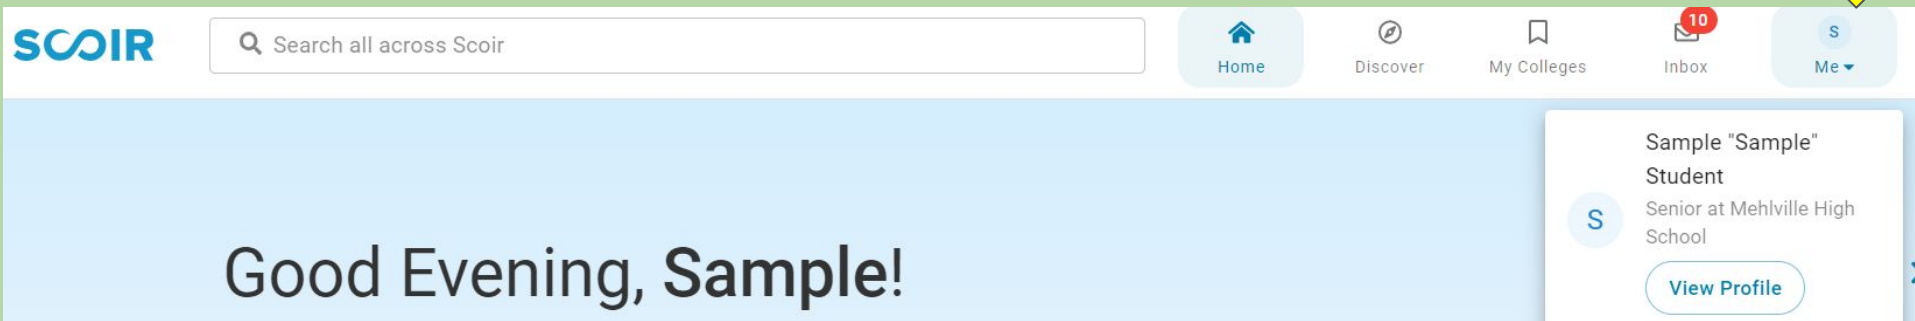 SCOIR
Search all across Scoir
Home
Discover
My Colleges
10
Inbox
S
Me
Good Evening, Sample!
S
Sample "Sample"
Student
Senior at Mehlville High
School
View Profile